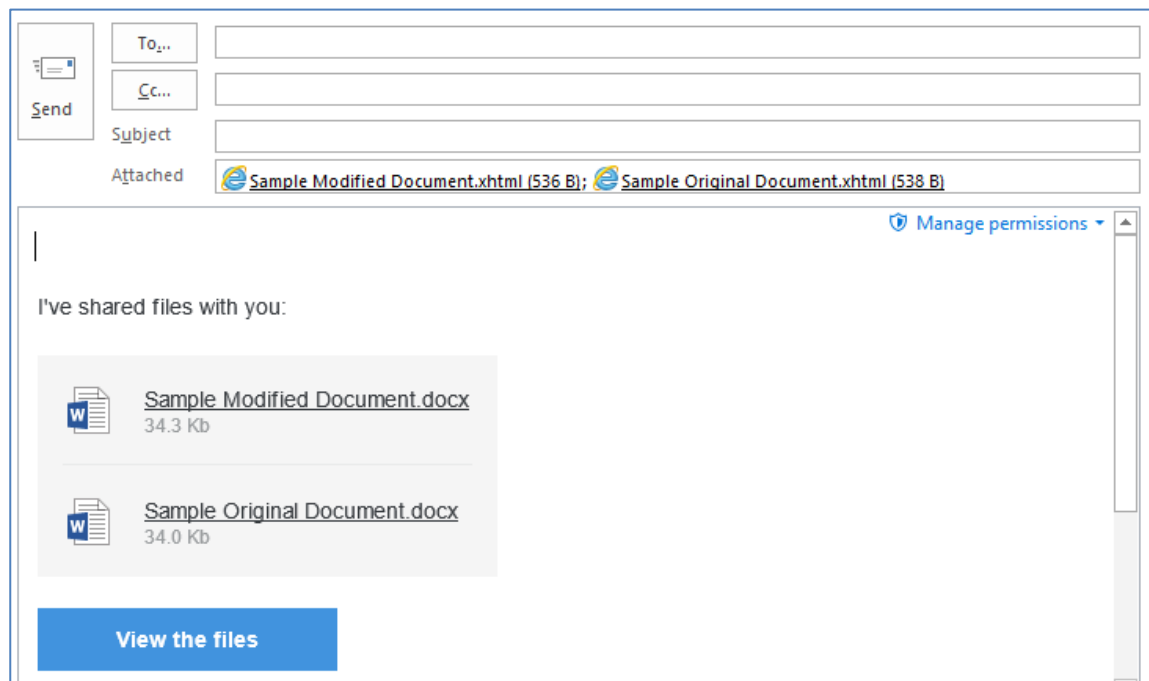 To...
Cc...
Send
Subject
Attached
Sample Modified Document.xhtml (536 B); Sample Original Document.xhtml (538 B)
Manage permissions
I've shared files with you:
W
Sample Modified Document.docx
34.3 Kb
W
Sample Original Document.docx
34.0 Kb
View the files